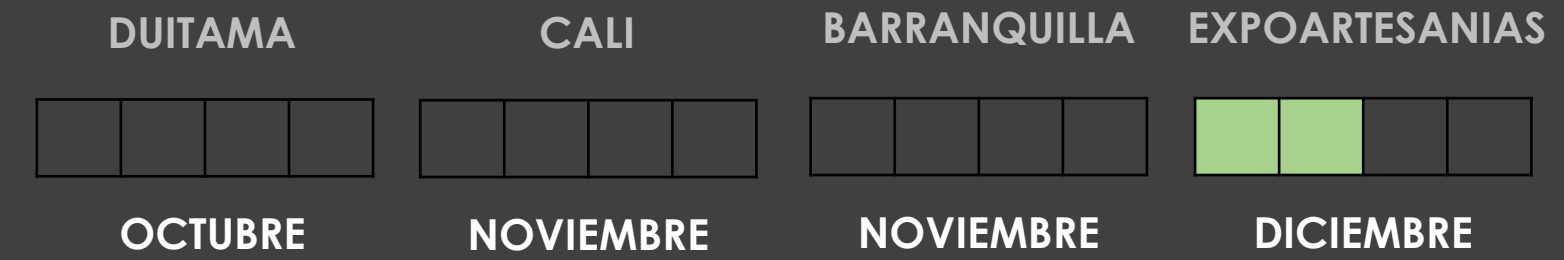 DUITAMA CALI BARRANQUILLA EXPOARTESANIAS
OCTUBRE NOVIEMBRE NOVIEMBRE DICIEMBRE